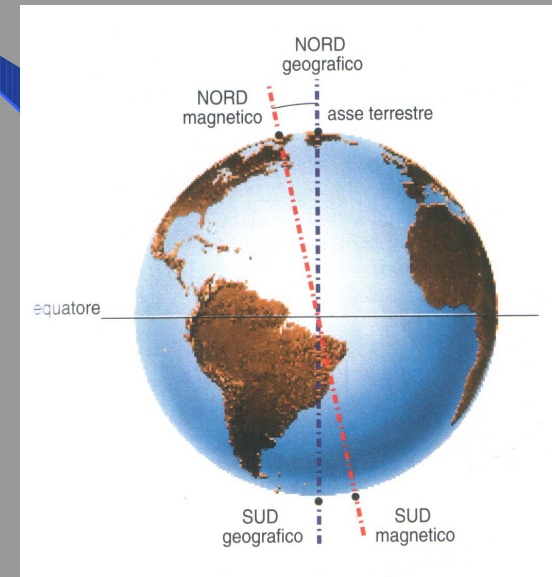 NORD
geografico
NORD
magnetico
asse terrestre
equatore
SUD
geografico
SUD
magnetico